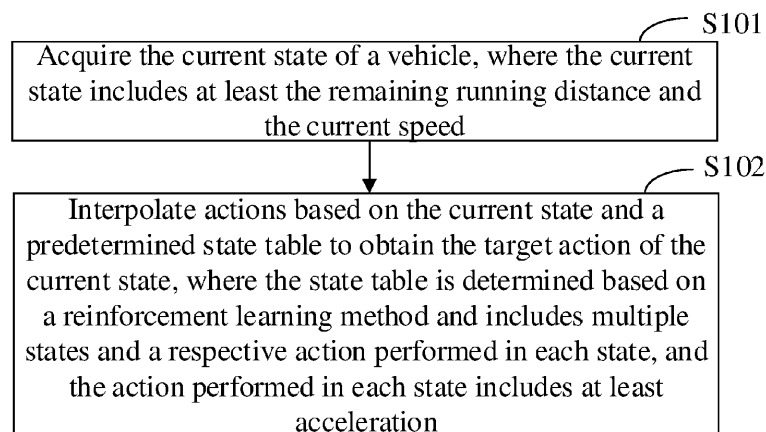 S101
Acquire the current state of a vehicle, where the current
state includes at least the remaining running distance and
the current speed
S102
Interpolate actions based on the current state and a
predetermined state table to obtain the target action of the
current state, where the state table is determined based on
a reinforcement learning method and includes multiple
states and a respective action performed in each state, and
the action performed in each state includes at least
acceleration